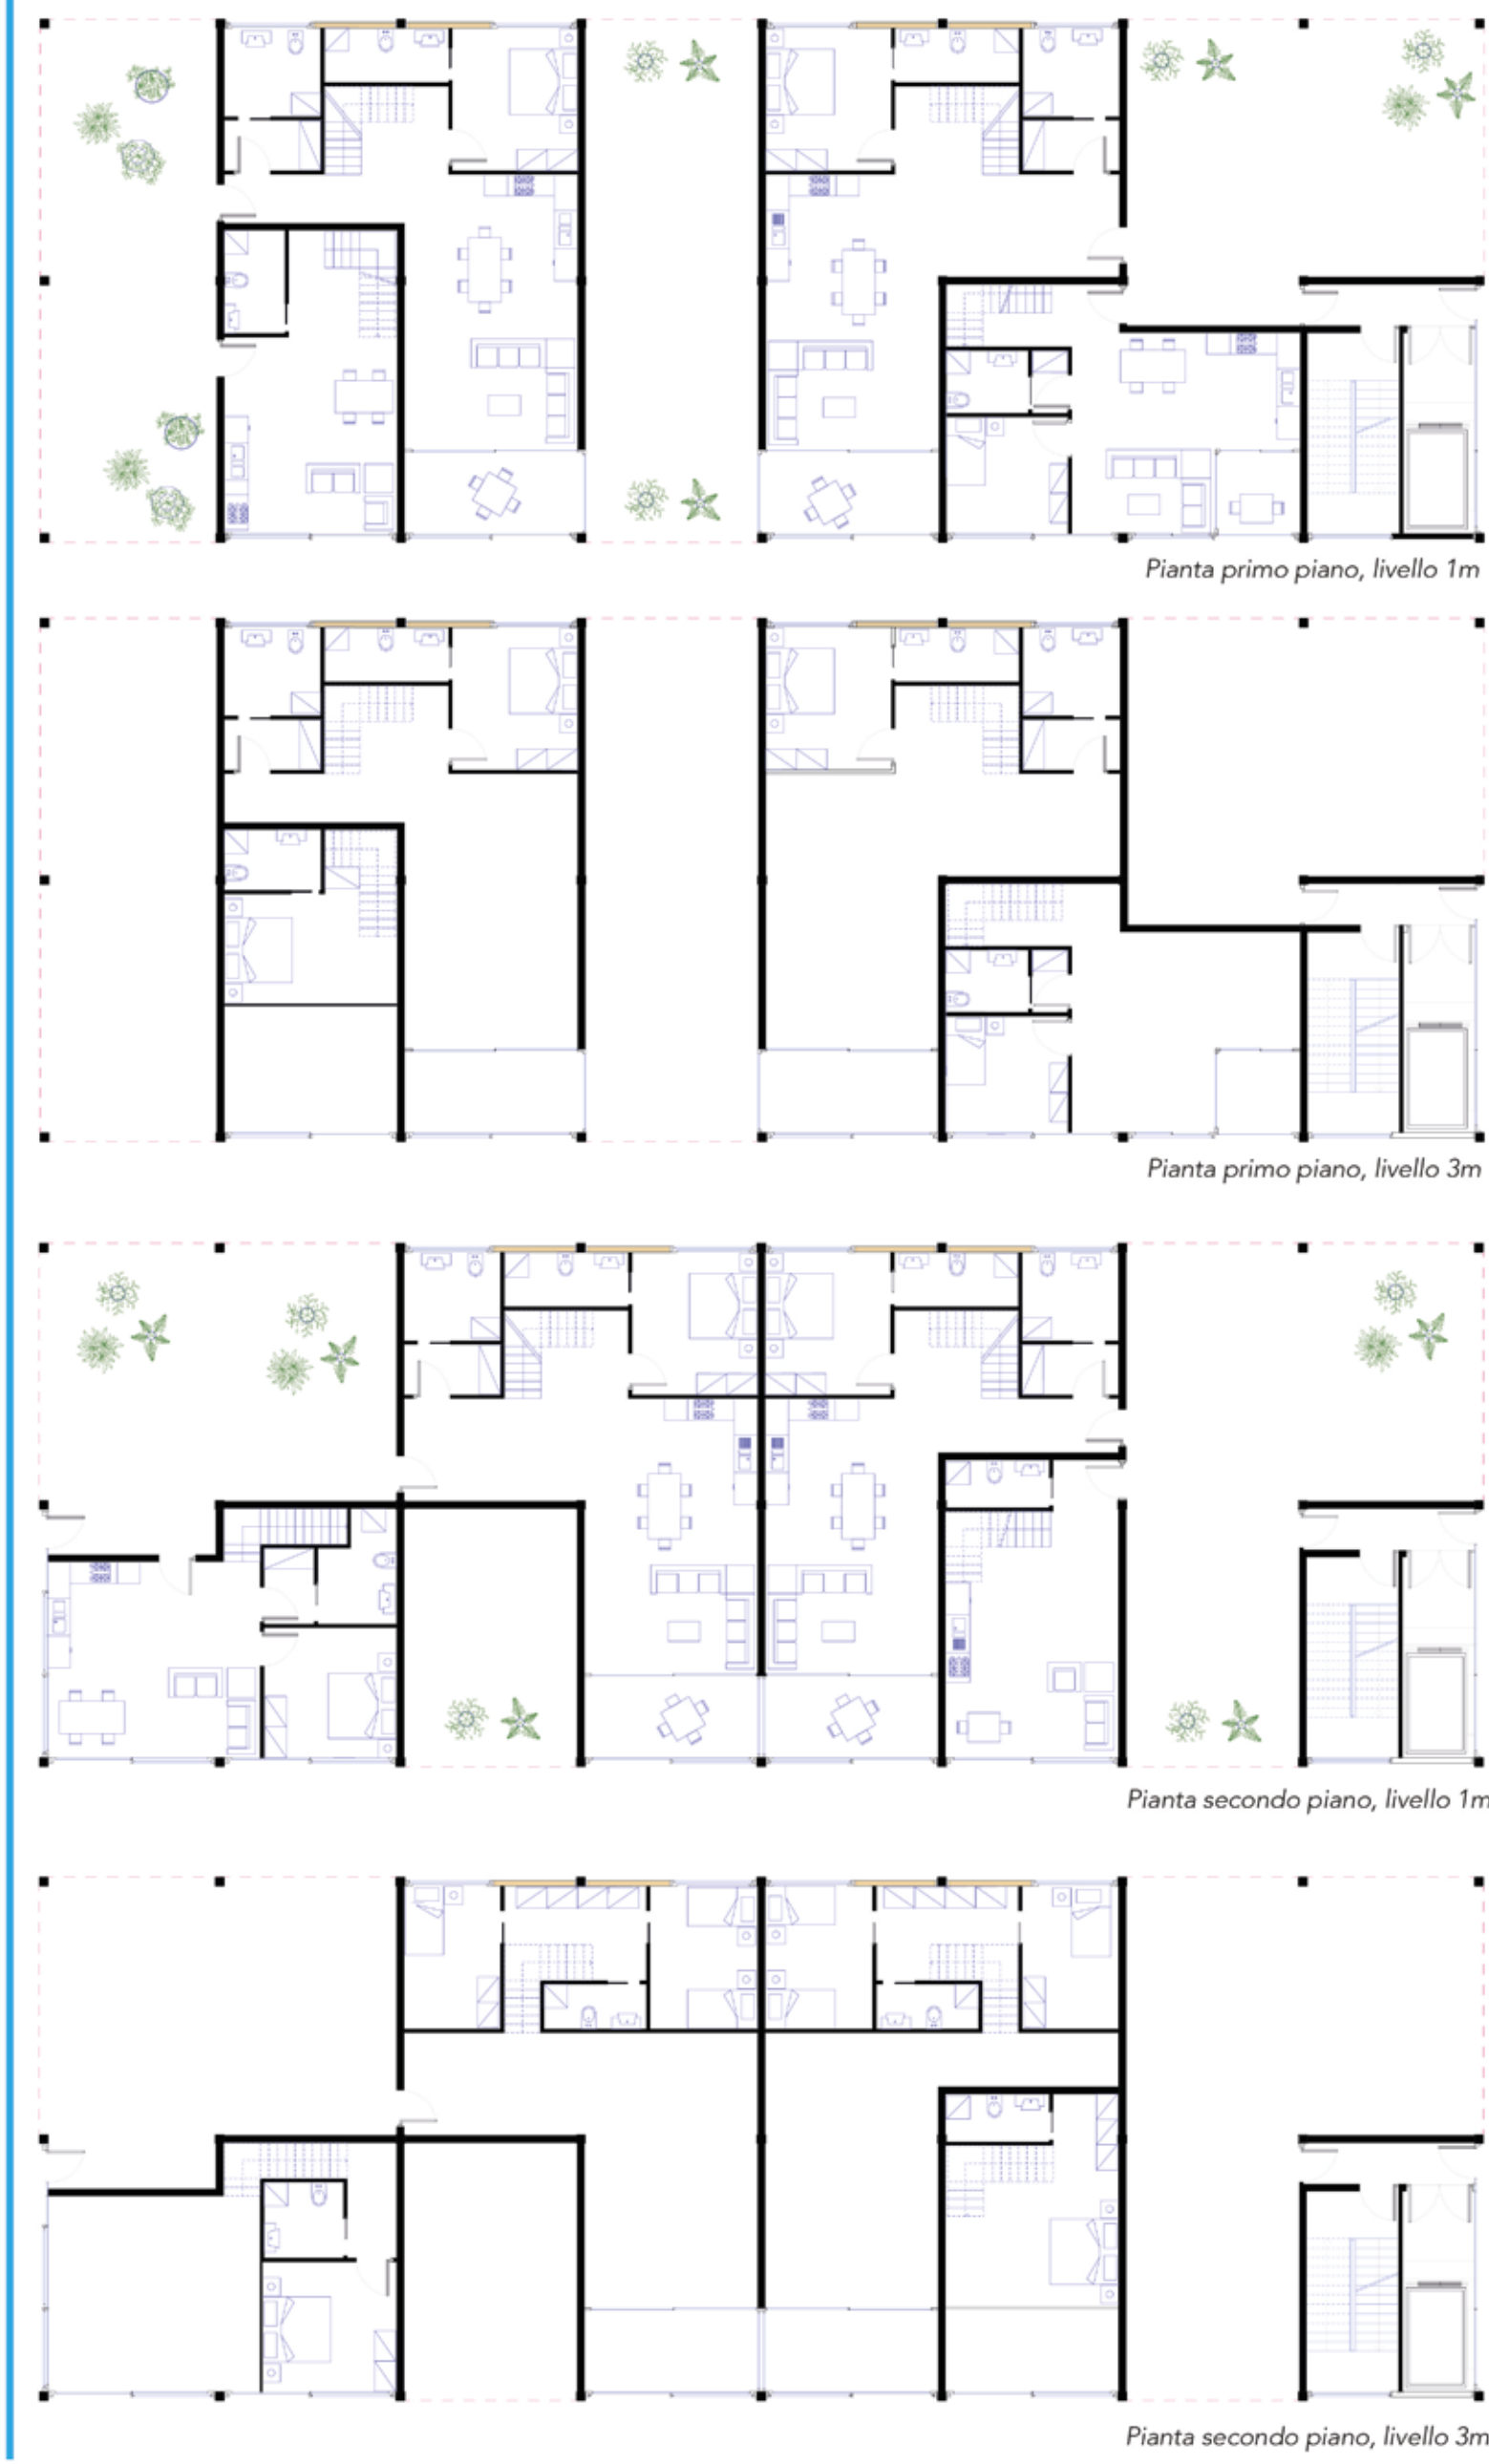 Pianta primo piano, livello 1m
Pianta primo piano, livello 3m
Pianta secondo piano, livello 1m
Pianta secondo piano, livello 3m